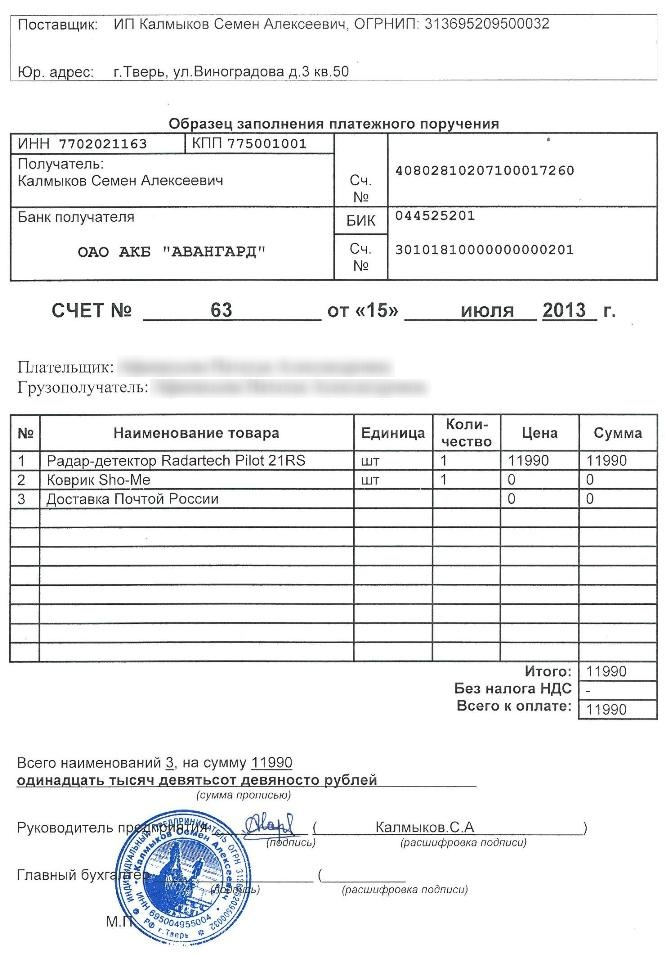 Поставщик: ИП Калмыков Семен Алексеевич, ОГРНИП: 313695209500032
Юр. адрес: г.Тверь, ул.Виноградова д.3 кв.50
Образец заполнения платежного поручения
ИНН 7702021163 КПП 775001001
Получатель:
Калмыков Семен Алексеевич
Сч. № 40802810207100017260
Банк получателя
ОАО АКБ "АВАНГАРД"
БИК 044525201
Сч. № 30101810000000000201
СЧЕТ № 63 от «15» июля 2013 г.
Плательщик:
Грузополучатель:
№ Наименование товара Единица Коли-чество Цена Сумма
1 Радар-детектор Radartech Pilot 21RS шт 1 11990 11990
2 Коврик Sho-Me шт 1 0 0
3 Доставка Почтой России 0 0
Итого: 11990
Без налога НДС -
Всего к оплате: 11990
Всего наименований 3, на сумму 11990
одинадцать тысяч девятьсот девяносто рублей
(сумма прописью)
Руководитель предприятия ( Калмыков.С.А )
(подпись) (расшифровка подписи)
Главный бухгалтер (
(подпись) (расшифровка подписи)
М.П.
ИНДИВИДУАЛЬНЫЙ ПРЕДПРИНИМАТЕЛЬ ОГРН 313695209500032
Калмыков Семен Алексеевич
ИНН 695004955004
РФ г.Тверь